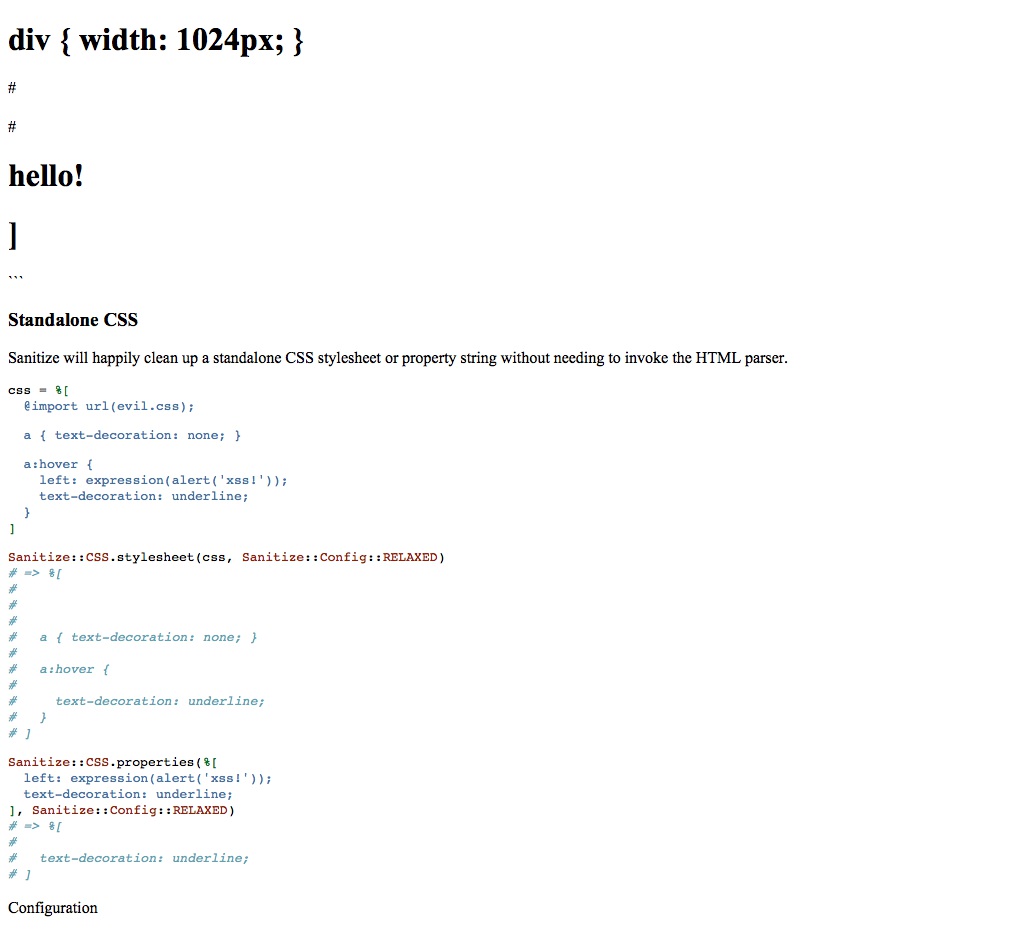 div { width: 1024px; }
#
#
hello!
]
```
Standalone CSS
Sanitize will happily clean up a standalone CSS stylesheet or property string without needing to invoke the HTML parser.
css = %[
  @import url(evil.css);
  a { text-decoration: none; }
  a:hover {
    left: expression(alert('xss!'));
    text-decoration: underline;
  }
]
Sanitize::CSS.stylesheet(css, Sanitize::Config::RELAXED)
# => %[
#
#
#
#   a { text-decoration: none; }
#
#   a:hover {
#
#     text-decoration: underline;
#   }
# ]
Sanitize::CSS.properties(%[
  left: expression(alert('xss!'));
  text-decoration: underline;
], Sanitize::Config::RELAXED)
# => %[
#
#   text-decoration: underline;
# ]
Configuration